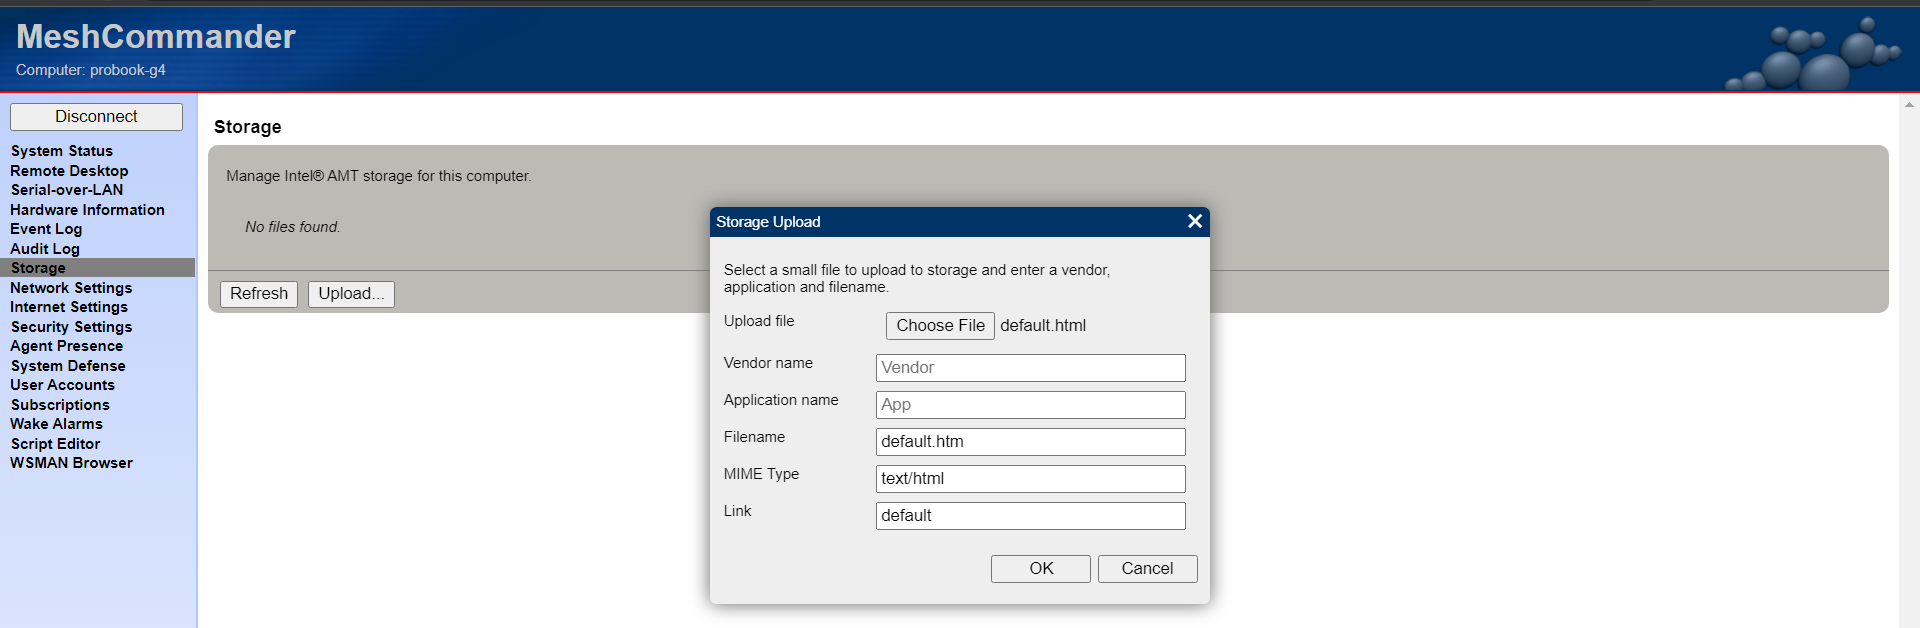 MeshCommander
Computer: probook-g4
Disconnect
System Status
Remote Desktop
Serial-over-LAN
Hardware Information
Event Log
Audit Log
Storage
Network Settings
Internet Settings
Security Settings
Agent Presence
System Defense
User Accounts
Subscriptions
Wake Alarms
Script Editor
WSMAN Browser
Storage
Manage Intel® AMT storage for this computer.
No files found.
Refresh Upload...
Storage Upload
Select a small file to upload to storage and enter a vendor,
application and filename.
Upload file Choose File default.html
Vendor name Vendor
Application name App
Filename default.htm
MIME Type text/html
Link default
OK Cancel